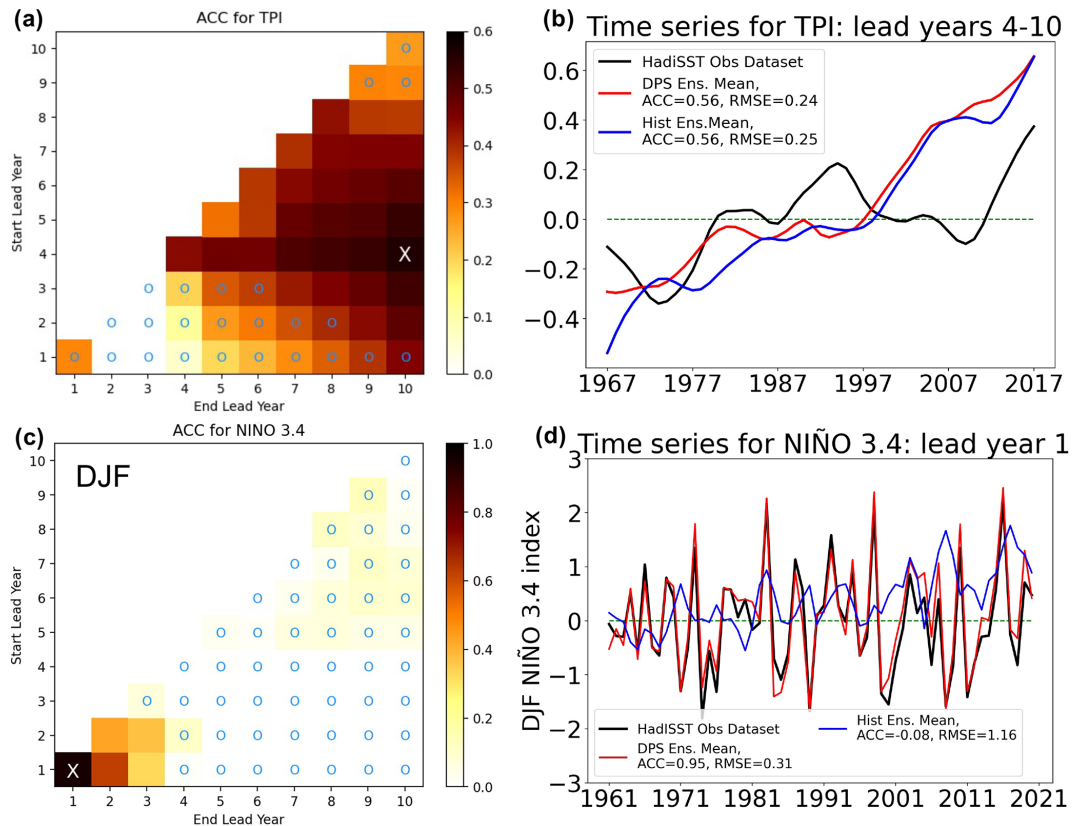 (a)
ACC for TPI
Start Lead Year
10
9
8
7
6
5
4
3
2
1
O
O O
X
O O O O
O O O O O O O
O O O O O O O O O O
1 2 3 4 5 6 7 8 9 10
End Lead Year
0.6
0.5
0.4
0.3
0.2
0.1
0.0
(b)
Time series for TPI: lead years 4-10
HadiSST Obs Dataset
DPS Ens. Mean,
ACC=0.56, RMSE=0.24
Hist Ens.Mean,
ACC=0.56, RMSE=0.25
0.6
0.4
0.2
0.0
−0.2
−0.4
1967 1977 1987 1997 2007 2017
(c)
ACC for NINO 3.4
DJF
Start Lead Year
10
9
8
7
6
5
4
3
2
1
O
O O
O O O
O O O O
O O O O O
O O O O O O
O O O O O O O
O O O O O O O O
O O O O O O O
X O O O O O O O
1 2 3 4 5 6 7 8 9 10
End Lead Year
1.0
0.8
0.6
0.4
0.2
0.0
(d)
Time series for NIÑO 3.4: lead year 1
DJF NIÑO 3.4 index
3
2
1
0
−1
−2
−3
HadISST Obs Dataset
DPS Ens. Mean,
ACC=0.95, RMSE=0.31
Hist Ens. Mean,
ACC=-0.08, RMSE=1.16
1961 1971 1981 1991 2001 2011 2021